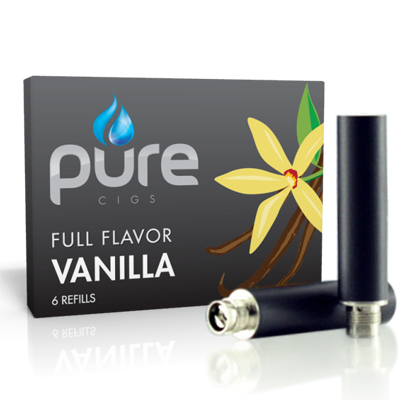 pure
CIGS
FULL FLAVOR
VANILLA
6 REFILLS